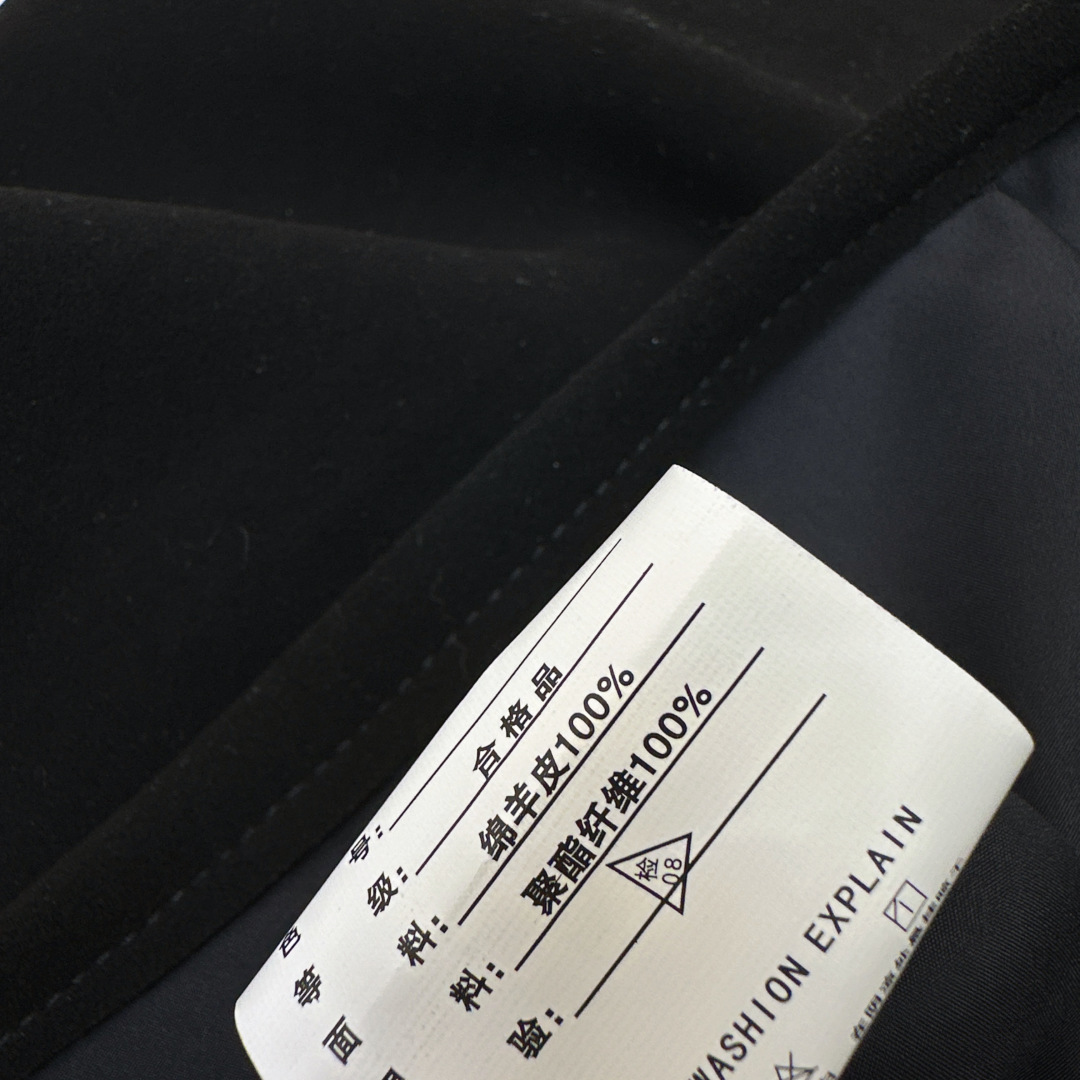 色 号:
等 级: 合格品
面 料: 绵羊皮100%
料: 聚酯纤维100%
验: 检 08
WASHION EXPLAIN